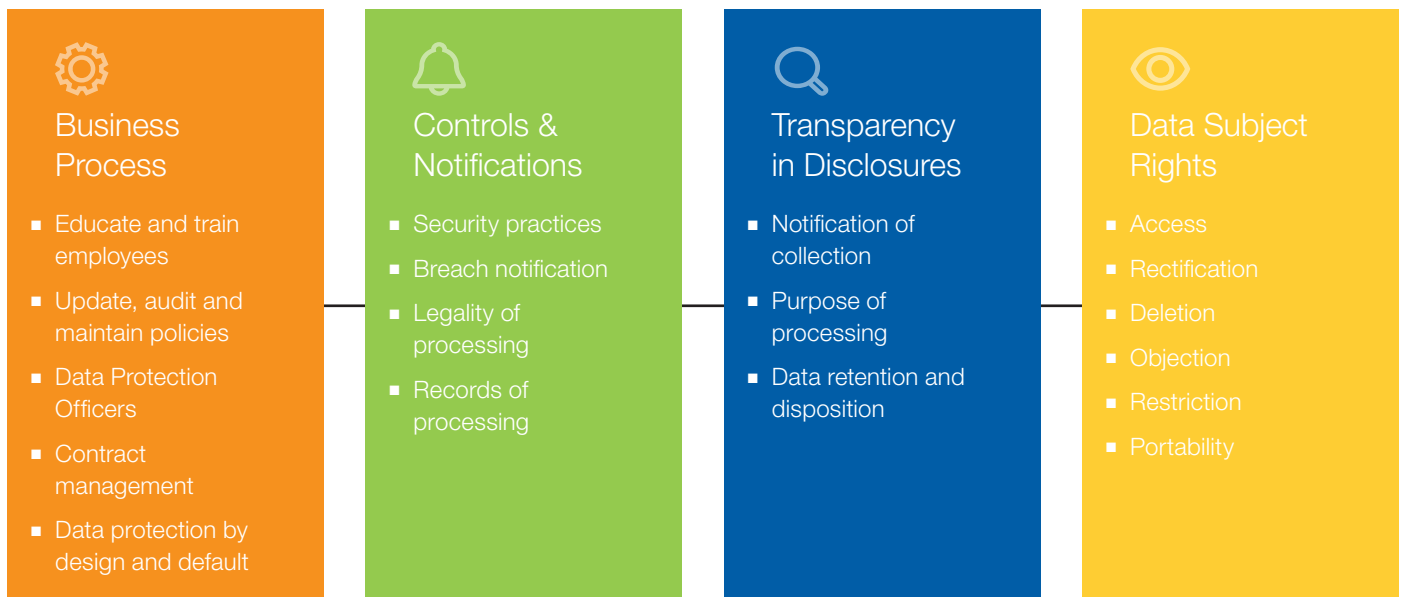 Business
Process
■ Educate and train
employees
■ Update, audit and
maintain policies
■ Data Protection
Officers
■ Contract
management
■ Data protection by
design and default
Controls &
Notifications
■ Security practices
■ Breach notification
■ Legality of
processing
■ Records of
processing
Transparency
in Disclosures
■ Notification of
collection
■ Purpose of
processing
■ Data retention and
disposition
Data Subject
Rights
■ Access
■ Rectification
■ Deletion
■ Objection
■ Restriction
■ Portability